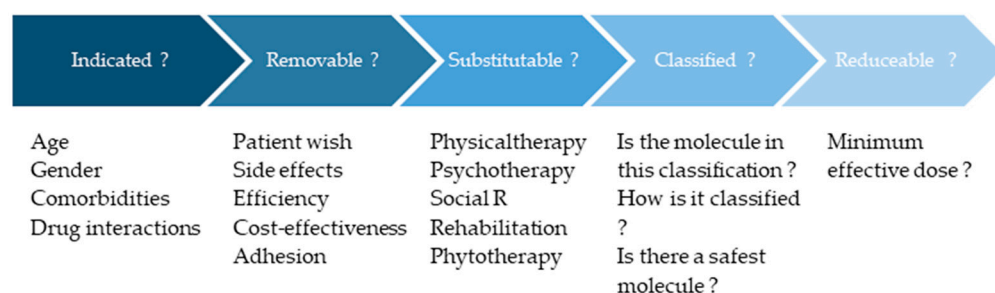 Indicated ?
Removable ?
Substitutable ?
Classified ?
Reduceable ?
Age
Gender
Comorbidities
Drug interactions
Patient wish
Side effects
Efficiency
Cost-effectiveness
Adhesion
Physicaltherapy
Psychotherapy
Social R
Rehabilitation
Phytotherapy
Is the molecule in
this classification ?
How is it classified
?
Is there a safest
molecule ?
Minimum
effective dose ?